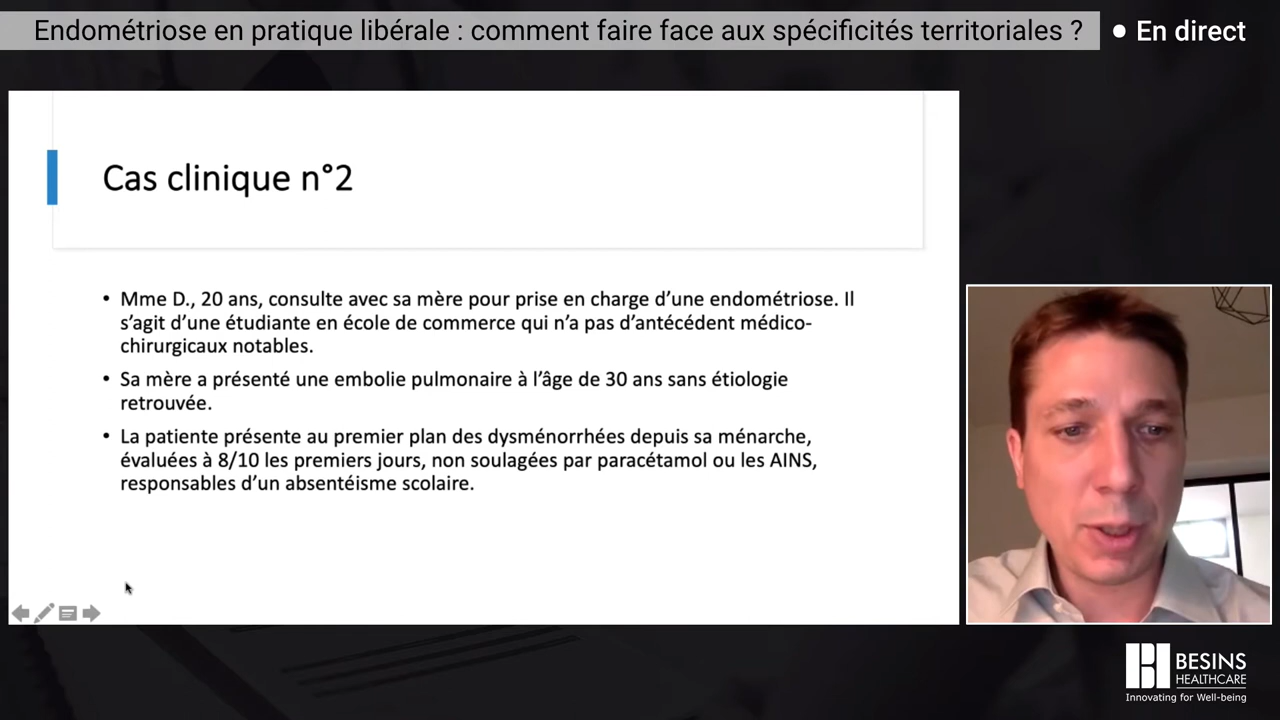 Endométriose en pratique libérale : comment faire face aux spécificités territoriales ?
En direct
Cas clinique n°2
• Mme D., 20 ans, consulte avec sa mère pour prise en charge d'une endométriose. Il
s'agit d'une étudiante en école de commerce qui n'a pas d'antécédent médico-
chirurgicaux notables.
• Sa mère a présenté une embolie pulmonaire à l'âge de 30 ans sans étiologie
retrouvée.
• La patiente présente au premier plan des dysménorrhées depuis sa ménarche,
évaluées à 8/10 les premiers jours, non soulagées par paracétamol ou les AINS,
responsables d'un absentéisme scolaire.
BESINS
HEALTHCARE
Innovating for Well-being